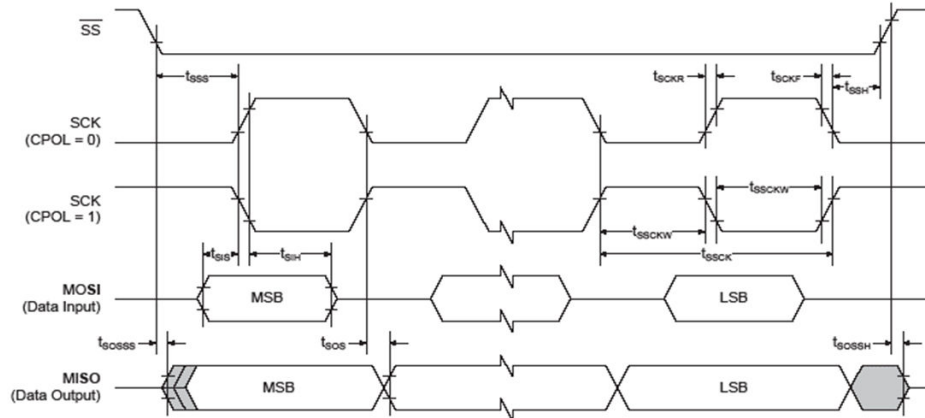 SS
tSSS
tSCKR
tSCKF
tSSH
SCK
(CPOL = 0)
SCK
(CPOL = 1)
tSSCKW
tSSCKW
tSSCK
tSIS
tSIH
MOSI
(Data Input)
MSB
LSB
tSOSSS
tSOS
tSOSSH
MISO
(Data Output)
MSB
LSB